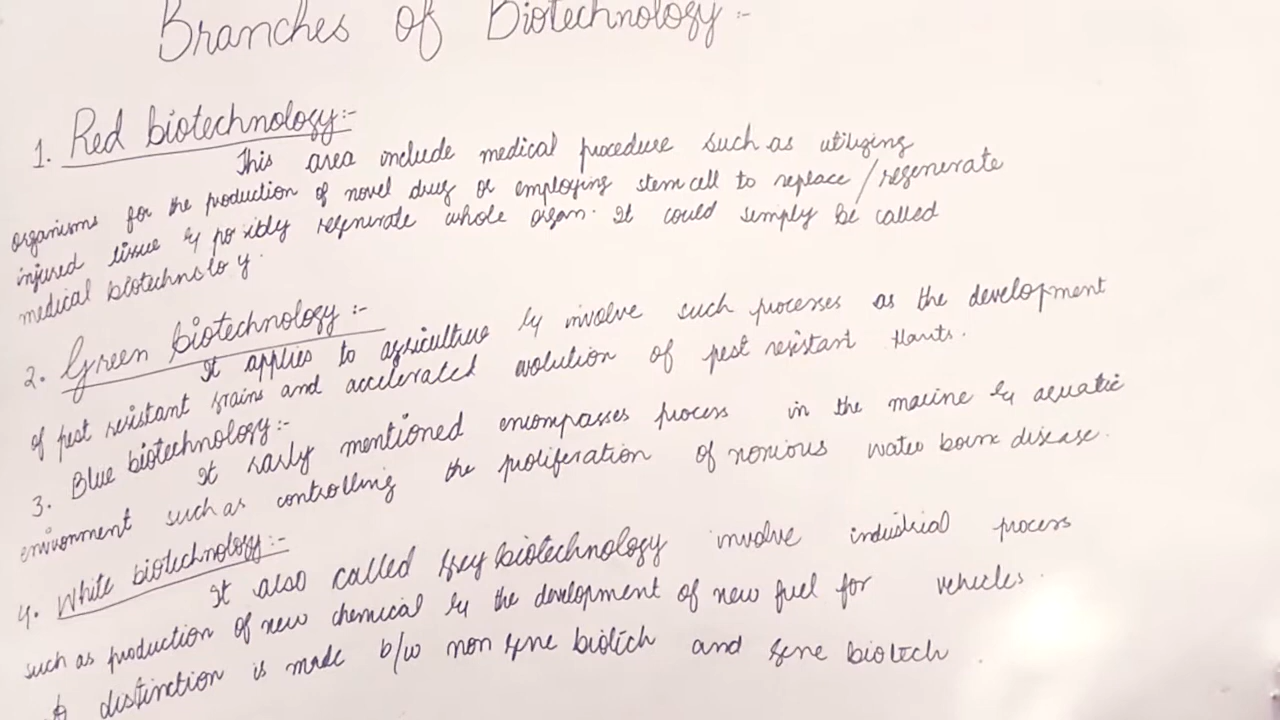 Branches of Biotechnology :-
1. Red biotechnology:-
This area include medical procedure such as utilizing
organisms for the production of novel drug or employing stem cell to replace / regenerate
injured tissue & possibly regenerate whole organ. It could simply be called
medical biotechnology.
2. Green biotechnology :-
It applies to agriculture & involve such processes as the development
of pest resistant grains and accelerated evolution of pest resistant plants.
3. Blue biotechnology:-
It rarly mentioned encompasses process in the marine & aquatic
environment such as controlling the proliferation of noxious water borne disease.
4. White biotechnology:-
It also called grey biotechnology involve industrial process
such as production of new chemical & the development of new fuel for vehicles.
distinction is made b/w non gene biotech and gene biotech.